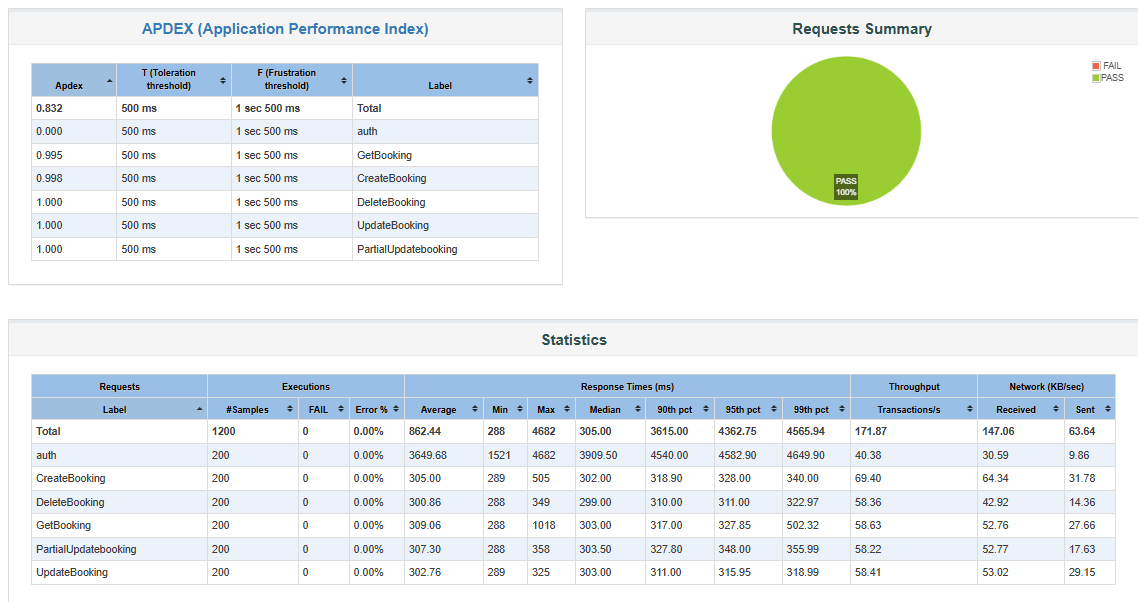 APDEX (Application Performance Index)
Apdex T (Toleration threshold) F (Frustration threshold) Label
0.832 500 ms 1 sec 500 ms Total
0.000 500 ms 1 sec 500 ms auth
0.995 500 ms 1 sec 500 ms GetBooking
0.998 500 ms 1 sec 500 ms CreateBooking
1.000 500 ms 1 sec 500 ms DeleteBooking
1.000 500 ms 1 sec 500 ms UpdateBooking
1.000 500 ms 1 sec 500 ms PartialUpdatebooking
Requests Summary
FAIL
PASS
PASS
100%
Statistics
Requests Executions Response Times (ms) Throughput Network (KB/sec)
Label #Samples FAIL Error % Average Min Max Median 90th pct 95th pct 99th pct Transactions/s Received Sent
Total 1200 0 0.00% 862.44 288 4682 305.00 3615.00 4362.75 4565.94 171.87 147.06 63.64
auth 200 0 0.00% 3649.68 1521 4682 3909.50 4540.00 4582.90 4649.90 40.38 30.59 9.86
CreateBooking 200 0 0.00% 305.00 289 505 302.00 318.90 328.00 340.00 69.40 64.34 31.78
DeleteBooking 200 0 0.00% 300.86 288 349 299.00 310.00 311.00 322.97 58.36 42.92 14.36
GetBooking 200 0 0.00% 309.06 288 1018 303.00 317.00 327.85 502.32 58.63 52.76 27.66
PartialUpdatebooking 200 0 0.00% 307.30 288 358 303.50 327.80 348.00 355.99 58.22 52.77 17.63
UpdateBooking 200 0 0.00% 302.76 289 325 303.00 311.00 315.95 318.99 58.41 53.02 29.15